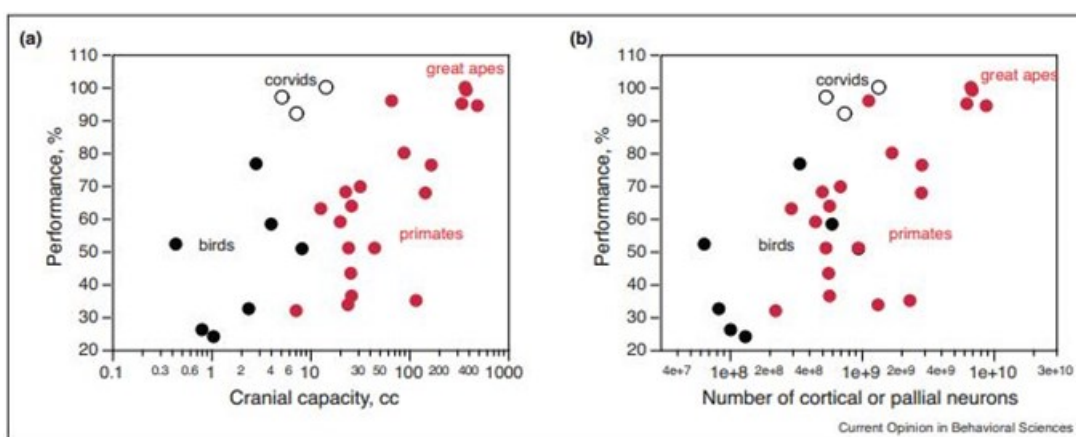 (a)
110
100
90
80
70
60
50
40
30
20
Performance, %
corvids
great apes
birds
primates
0.1 0.3 0.6 1 2 4 6 10 30 60 100 200 400 1000
Cranial capacity, cc
(b)
110
100
90
80
70
60
50
40
30
20
Performance, %
corvids
great apes
birds
primates
4e+7 1e+8 2e+8 4e+8 1e+9 2e+9 4e+9 1e+10 3e+10
Number of cortical or pallial neurons
Current Opinion in Behavioral Sciences